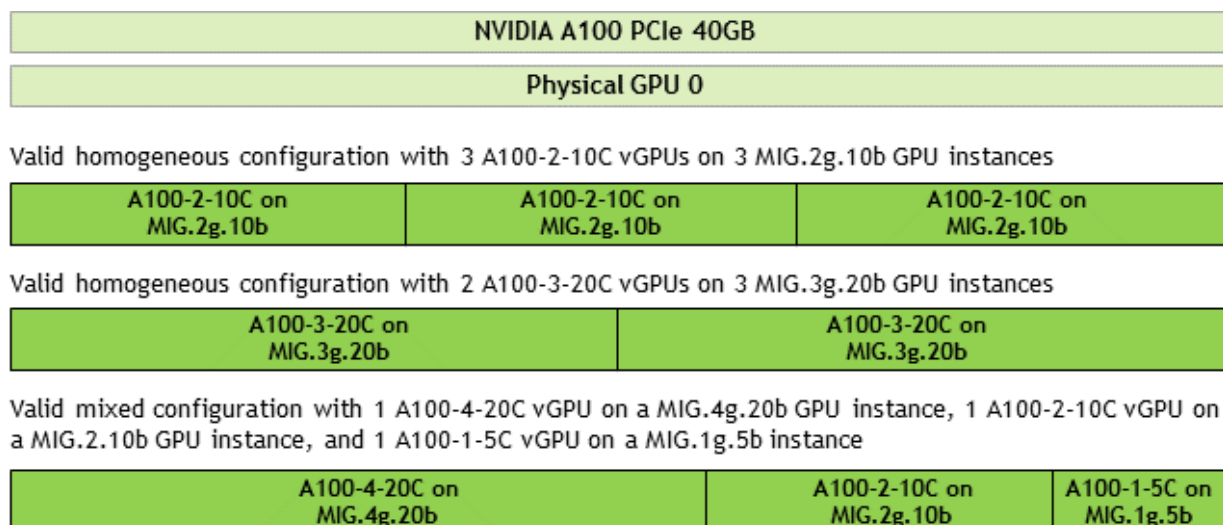 NVIDIA A100 PCIe 40GB
Physical GPU 0
Valid homogeneous configuration with 3 A100-2-10C vGPUs on 3 MIG.2g.10b GPU instances
A100-2-10C on A100-2-10C on A100-2-10C on
MIG.2g.10b MIG.2g.10b MIG.2g.10b
Valid homogeneous configuration with 2 A100-3-20C vGPUs on 3 MIG.3g.20b GPU instances
A100-3-20C on A100-3-20C on
MIG.3g.20b MIG.3g.20b
Valid mixed configuration with 1 A100-4-20C vGPU on a MIG.4g.20b GPU instance, 1 A100-2-10C vGPU on
a MIG.2.10b GPU instance, and 1 A100-1-5C vGPU on a MIG.1g.5b instance
A100-4-20C on A100-2-10C on A100-1-5C on
MIG.4g.20b MIG.2g.10b MIG.1g.5b